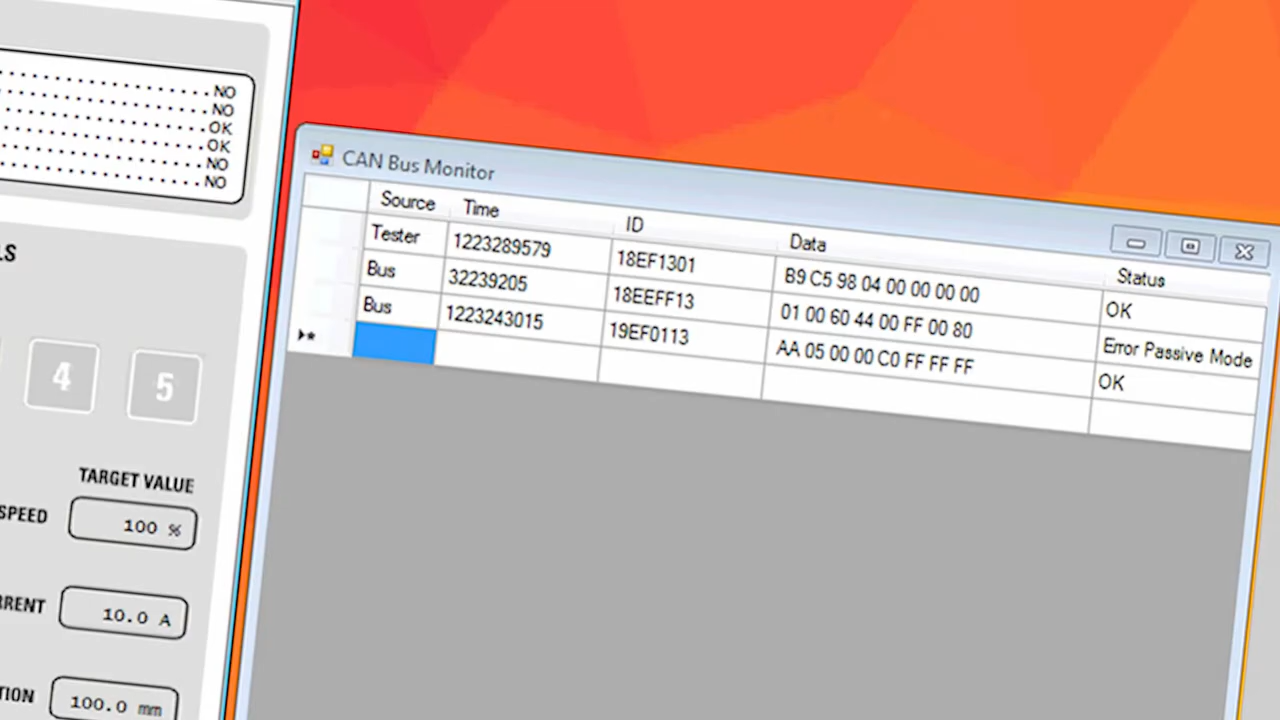 NO
NO
OK
OK
NO
NO
4 5
TARGET VALUE
SPEED 100 %
10.0 A
100.0 mm
CAN Bus Monitor
Source Time ID Data Status
Tester 1223289579 18EF1301 B9 C5 98 04 00 00 00 00 OK
Bus 32239205 18EEFF13 01 00 60 44 00 FF 00 80 Error Passive Mode
Bus 1223243015 19EF0113 AA 05 00 00 C0 FF FF FF OK